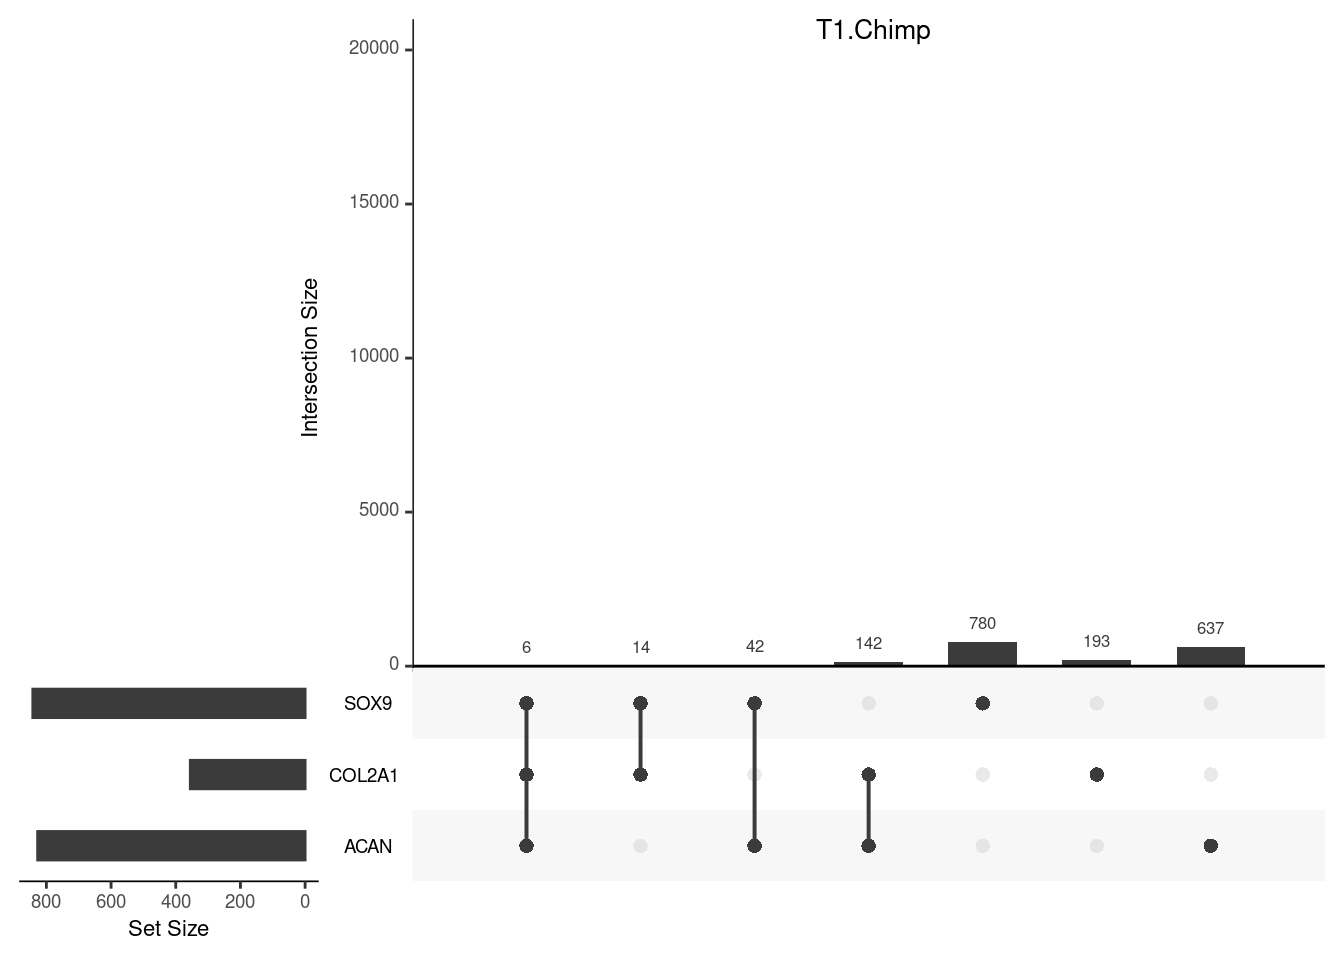 T1.Chimp
20000
15000
10000
5000
0
Intersection Size
6 14 42 142 780 193 637
SOX9
COL2A1
ACAN
800 600 400 200 0
Set Size